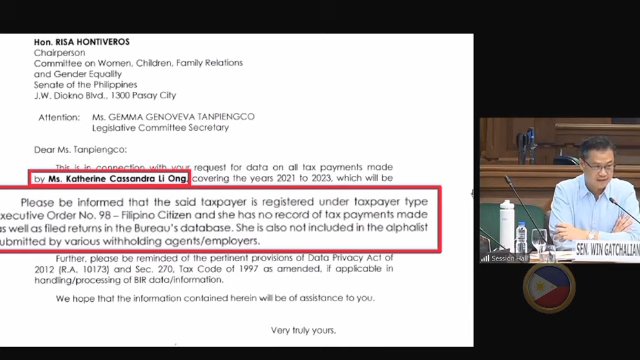 Hon. RISA HONTIVEROS
Chairperson
Committee on Women, Children, Family Relations
and Gender Equality
Senate of the Philippines
J.W. Diokno Blvd., 1300 Pasay City
Attention: Ms. GEMMA GENOVEVA TANPIENGCO
Legislative Committee Secretary
Dear Ms. Tanpiengco:
This is in connection with your request for data on all tax payments made
by Ms. Katherine Cassandra Li Ong, covering the years 2021 to 2023, which will be
Please be informed that the said taxpayer is registered under taxpayer type
Executive Order No. 98 – Filipino Citizen and she has no record of tax payments made
as well as filed returns in the Bureau's database. She is also not included in the alphalist
submitted by various withholding agents/employers.
Further, please be reminded of the pertinent provisions of Data Privacy Act of
2012 (R.A. 10173) and Sec. 270, Tax Code of 1997 as amended, if applicable in
handling/processing of BIR data/information.
We hope that the information contained herein will be of assistance to you.
Very truly yours,
SEN. WIN GATCHALIAN
Session Hall